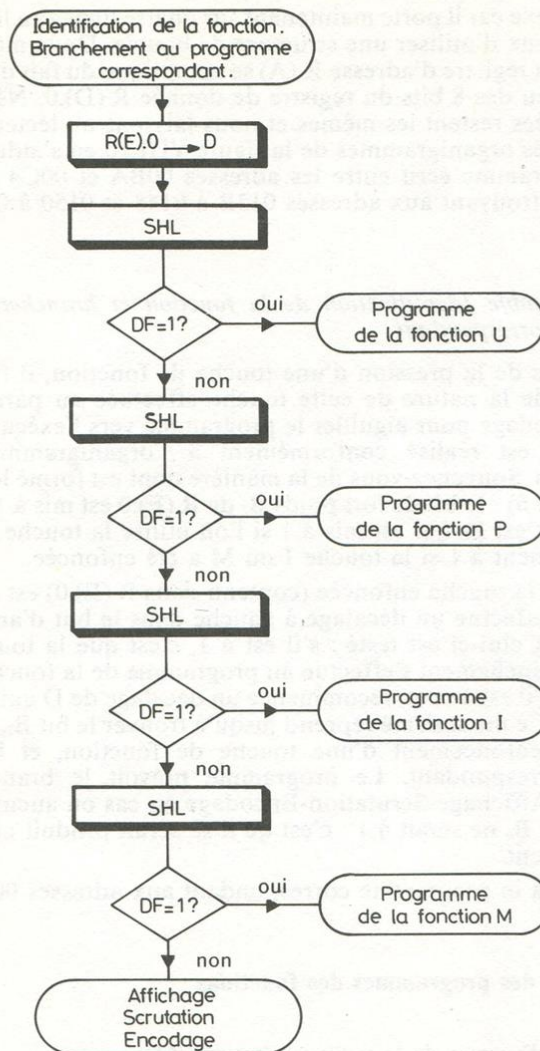 Identification de la fonction.
Branchement au programme
correspondant.
R(E).0 → D
SHL
DF=1?
oui
Programme
de la fonction U
non
SHL
DF=1?
oui
Programme
de la fonction P
non
SHL
DF=1?
oui
Programme
de la fonction I
non
SHL
DF=1?
oui
Programme
de la fonction M
non
Affichage
Scrutation
Encodage